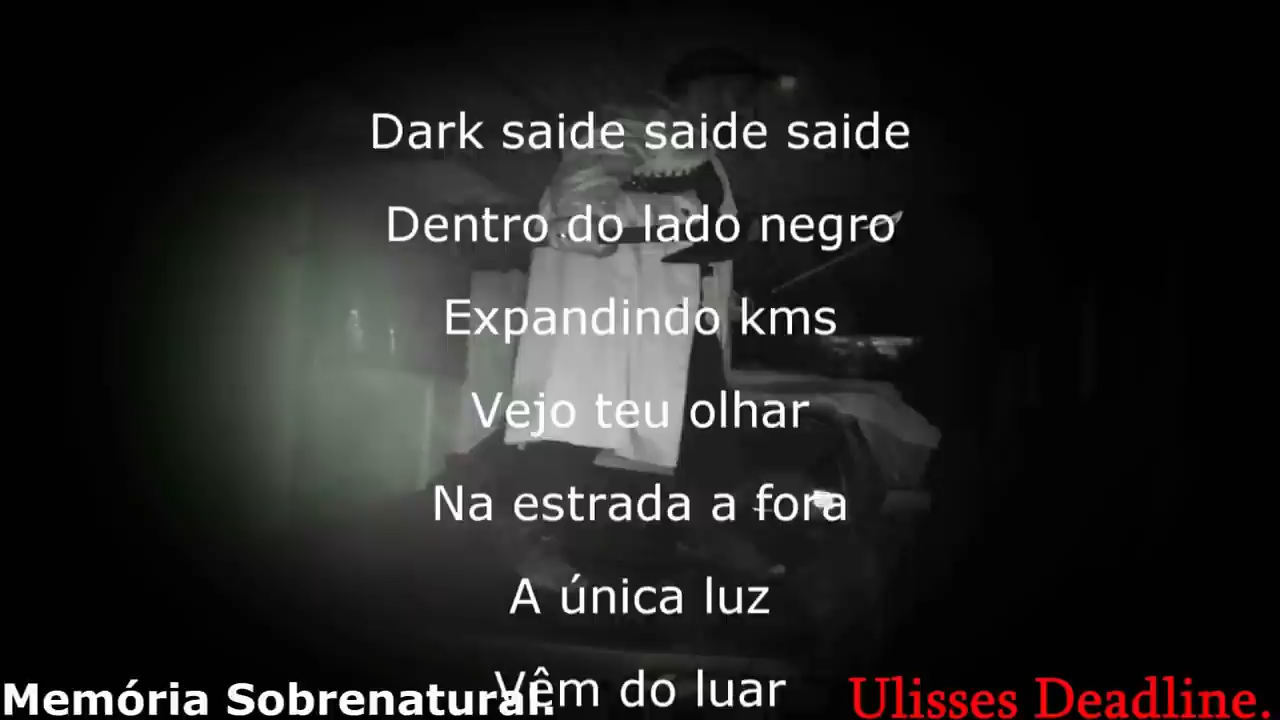 Dark saide saide saide
Dentro do lado negro
Expandindo kms
Vejo teu olhar
Na estrada a fora
A única luz
Vêm do luar
Memória Sobrenatural.
Ulisses Deadline.